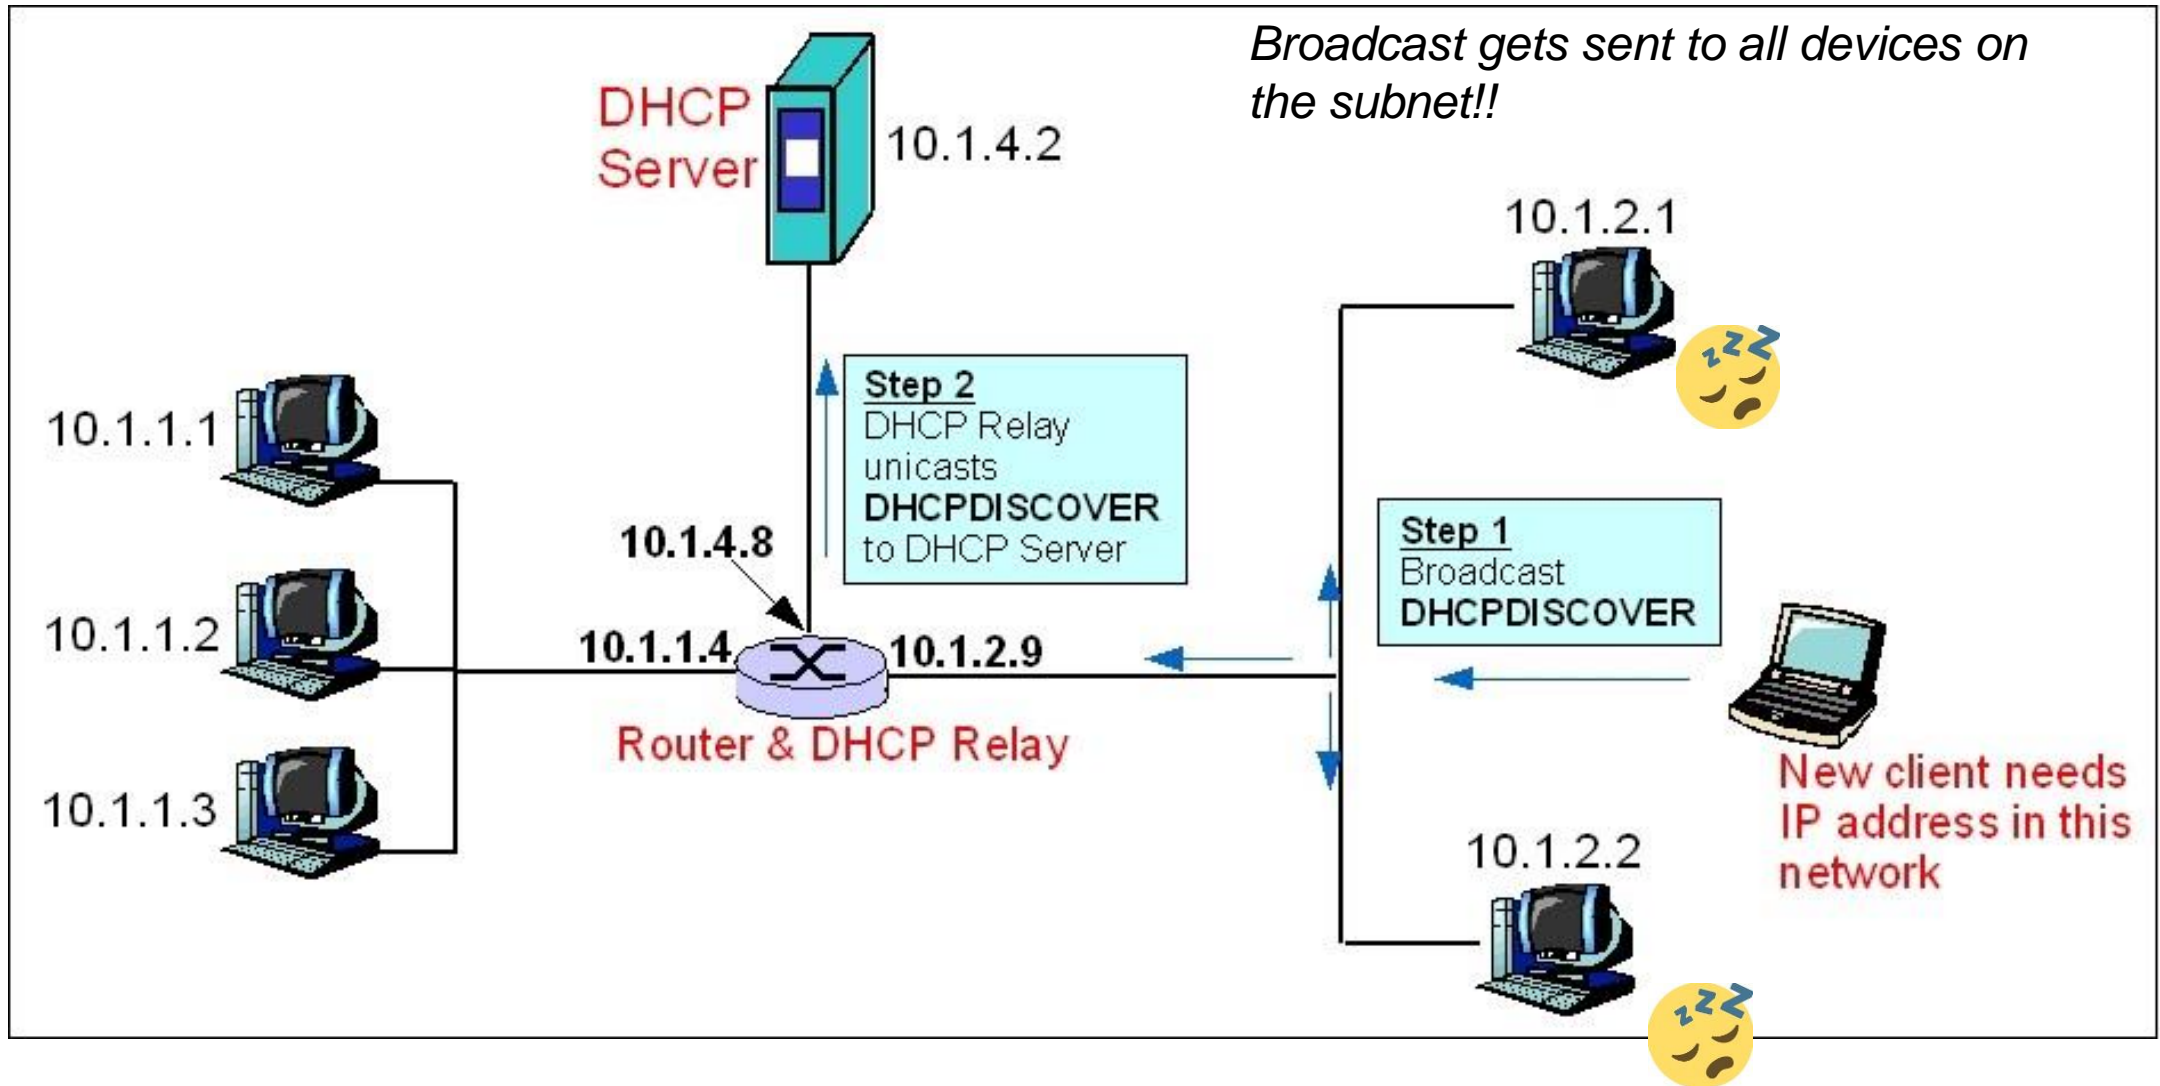 Broadcast gets sent to all devices on
the subnet!!
DHCP
Server
10.1.4.2
10.1.2.1
Step 2
DHCP Relay
unicasts
DHCPDISCOVER
to DHCP Server
10.1.1.1
Step 1
Broadcast
DHCPDISCOVER
10.1.4.8
10.1.1.2
10.1.1.4
10.1.2.9
Router & DHCP Relay
New client needs
IP address in this
network
10.1.1.3
10.1.2.2